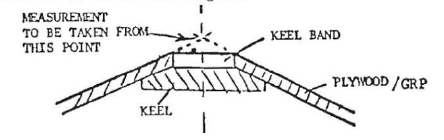 MEASUREMENT
TO BE TAKEN FROM
THIS POINT
KEEL BAND
PLYWOOD/GRP
KEEL